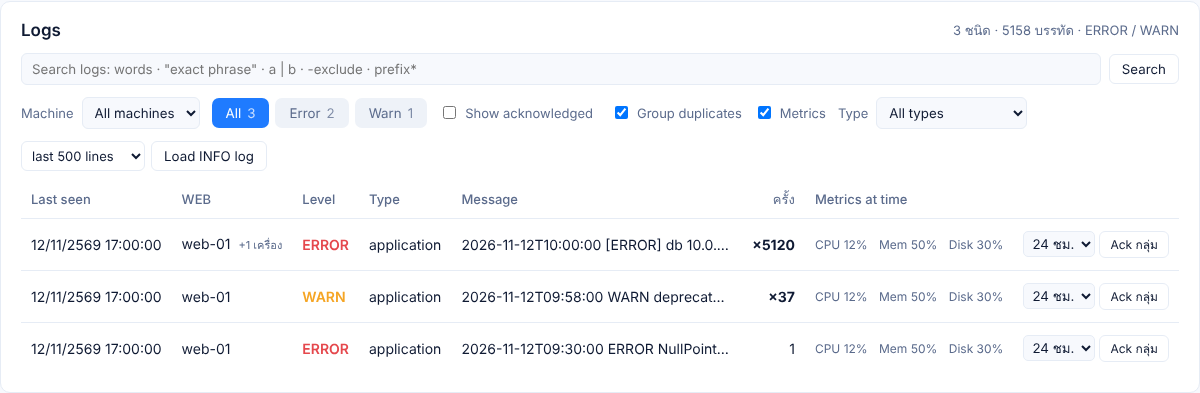 Logs
3 ชนิด · 5158 บรรทัด · ERROR / WARN
Search logs: words · "exact phrase" · a | b · -exclude · prefix*
Search
Machine All machines All 3 Error 2 Warn 1 Show acknowledged Group duplicates Metrics Type All types
last 500 lines Load INFO log
Last seen WEB Level Type Message ครั้ง Metrics at time
12/11/2569 17:00:00 web-01 +1 เครื่อง ERROR application 2026-11-12T10:00:00 [ERROR] db 10.0.... ×5120 CPU 12% Mem 50% Disk 30% 24 ชม. Ack กลุ่ม
12/11/2569 17:00:00 web-01 WARN application 2026-11-12T09:58:00 WARN deprecat... ×37 CPU 12% Mem 50% Disk 30% 24 ชม. Ack กลุ่ม
12/11/2569 17:00:00 web-01 ERROR application 2026-11-12T09:30:00 ERROR NullPoint... 1 CPU 12% Mem 50% Disk 30% 24 ชม. Ack กลุ่ม